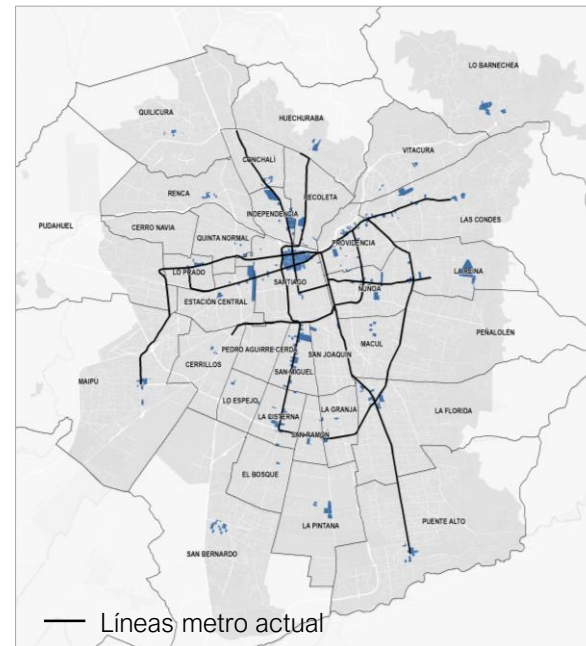 LO BARNECHEA
QUILICURA
HUECHURABA
VITACURA
CONCHALÍ
RENCA
RECOLETA
INDEPENDENCIA
LAS CONDES
PUDAHUEL
CERRO NAVIA
QUINTA NORMAL
PROVIDENCIA
LO PRADO
LA REINA
SANTIAGO
ÑUÑOA
ESTACIÓN CENTRAL
PEÑALOLÉN
MACUL
PEDRO AGUIRRE CERDA
SAN JOAQUÍN
CERRILLOS
SAN MIGUEL
MAIPÚ
LO ESPEJO
LA GRANJA
LA FLORIDA
LA CISTERNA
SAN RAMÓN
EL BOSQUE
PUENTE ALTO
LA PINTANA
SAN BERNARDO
Líneas metro actual